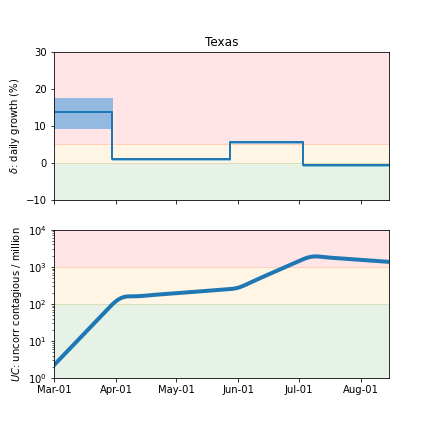 Texas
δ: daily growth (%)
30
20
10
0
−10
UC: uncorr contagious / million
10⁴
10³
10²
10¹
10⁰
Mar-01 Apr-01 May-01 Jun-01 Jul-01 Aug-01